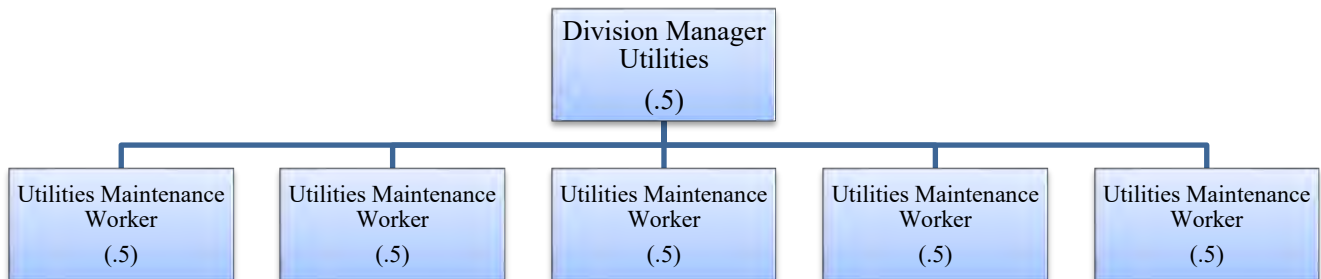 Division Manager
Utilities
(.5)
Utilities Maintenance
Worker
(.5)
Utilities Maintenance
Worker
(.5)
Utilities Maintenance
Worker
(.5)
Utilities Maintenance
Worker
(.5)
Utilities Maintenance
Worker
(.5)